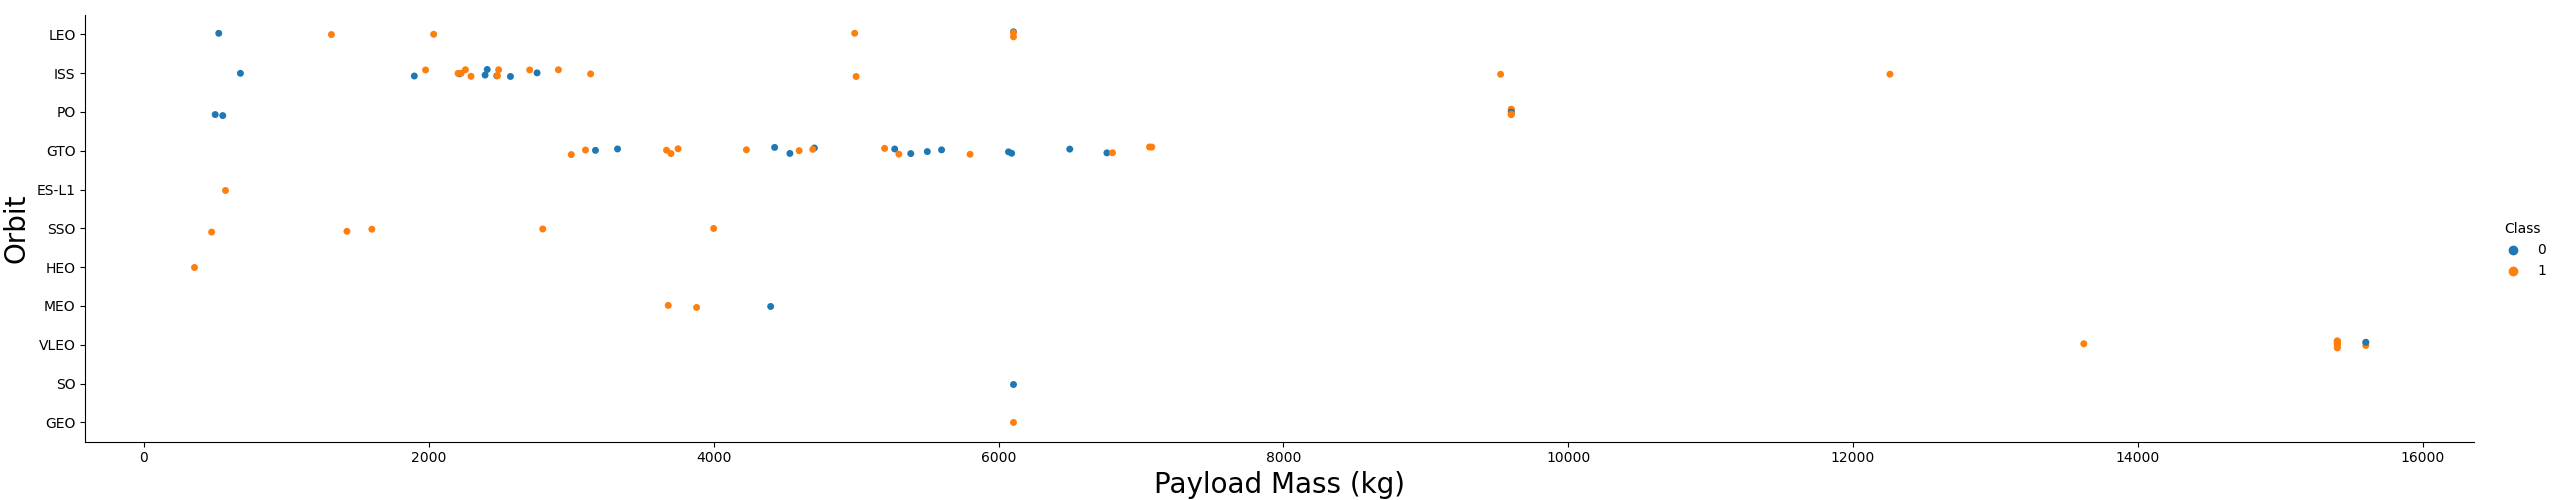 LEO
ISS
PO
GTO
ES-L1
SSO
HEO
MEO
VLEO
SO
GEO
Orbit
0 2000 4000 6000 8000 10000 12000 14000 16000
Payload Mass (kg)
Class
0
1